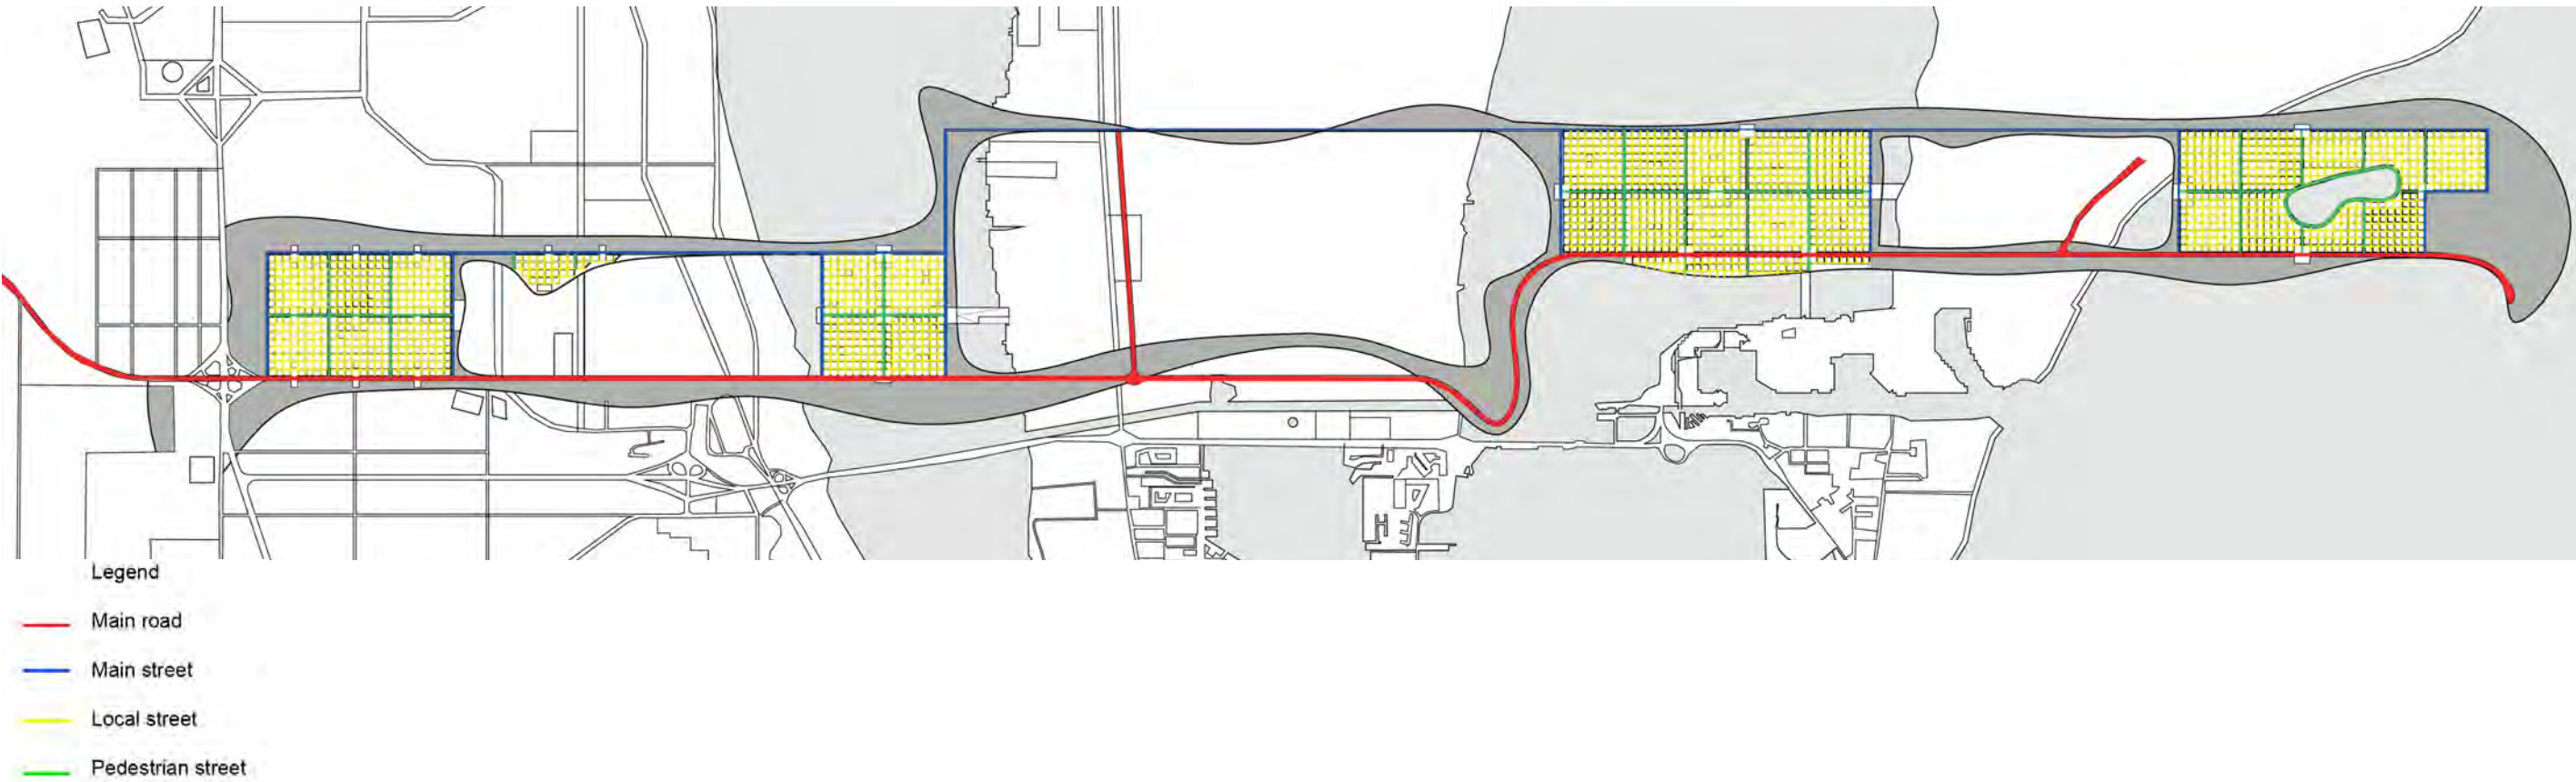 Legend
Main road
Main street
Local street
Pedestrian street